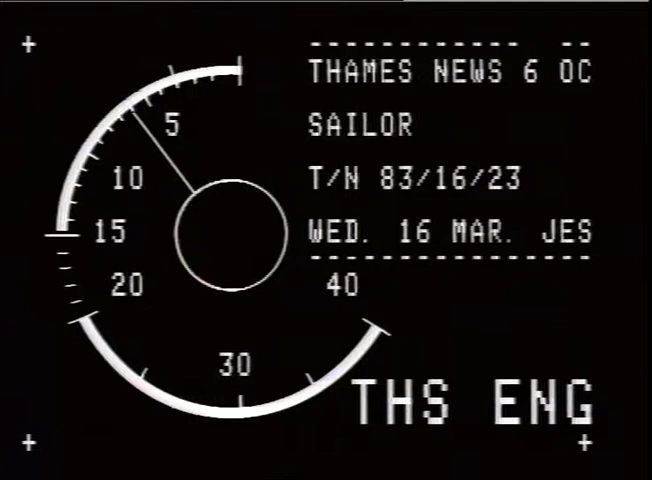 THAMES NEWS 6 OC
SAILOR
T/N 83/16/23
WED. 16 MAR. JES
5
10
15
20
30
40
THS ENG